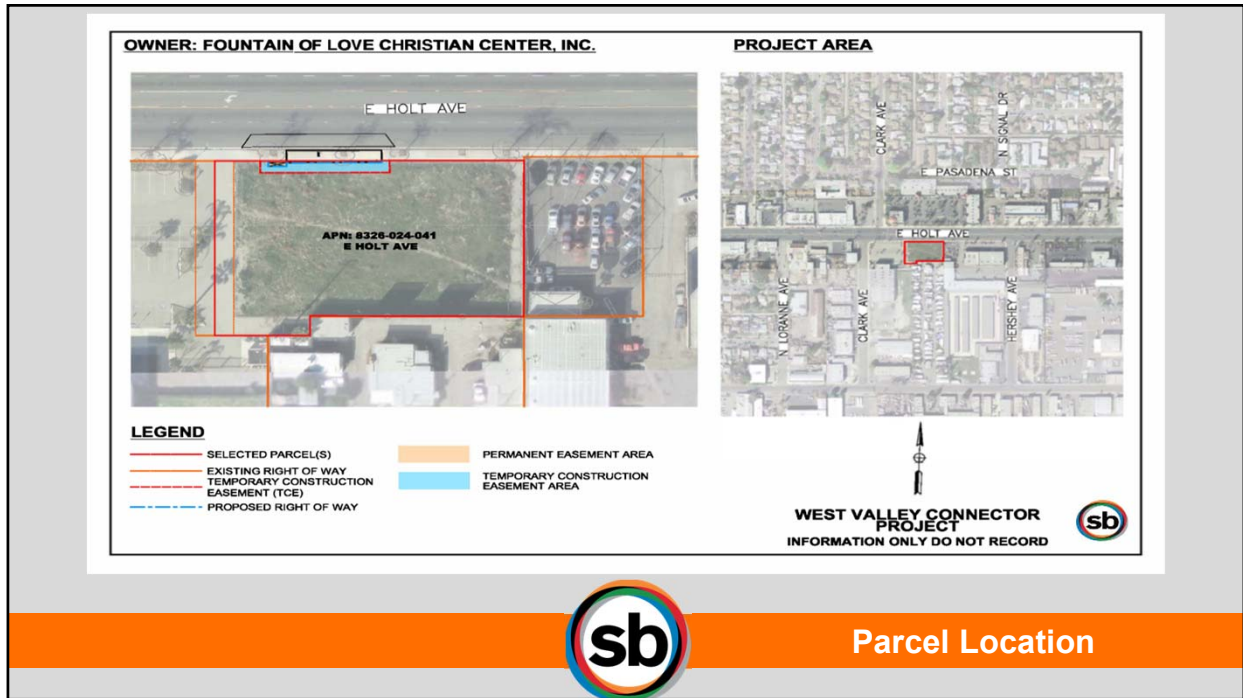 OWNER: FOUNTAIN OF LOVE CHRISTIAN CENTER, INC.
E HOLT AVE
APN: 8326-024-041
E HOLT AVE
PROJECT AREA
CLARK AVE
N SIGNAL DR
E PASADENA ST
E HOLT AVE
N LORANNE AVE
CLARK AVE
HERSHEY AVE
LEGEND
SELECTED PARCEL(S)
EXISTING RIGHT OF WAY
TEMPORARY CONSTRUCTION
EASEMENT (TCE)
PROPOSED RIGHT OF WAY
PERMANENT EASEMENT AREA
TEMPORARY CONSTRUCTION
EASEMENT AREA
WEST VALLEY CONNECTOR
PROJECT
INFORMATION ONLY DO NOT RECORD
sb
sb
Parcel Location